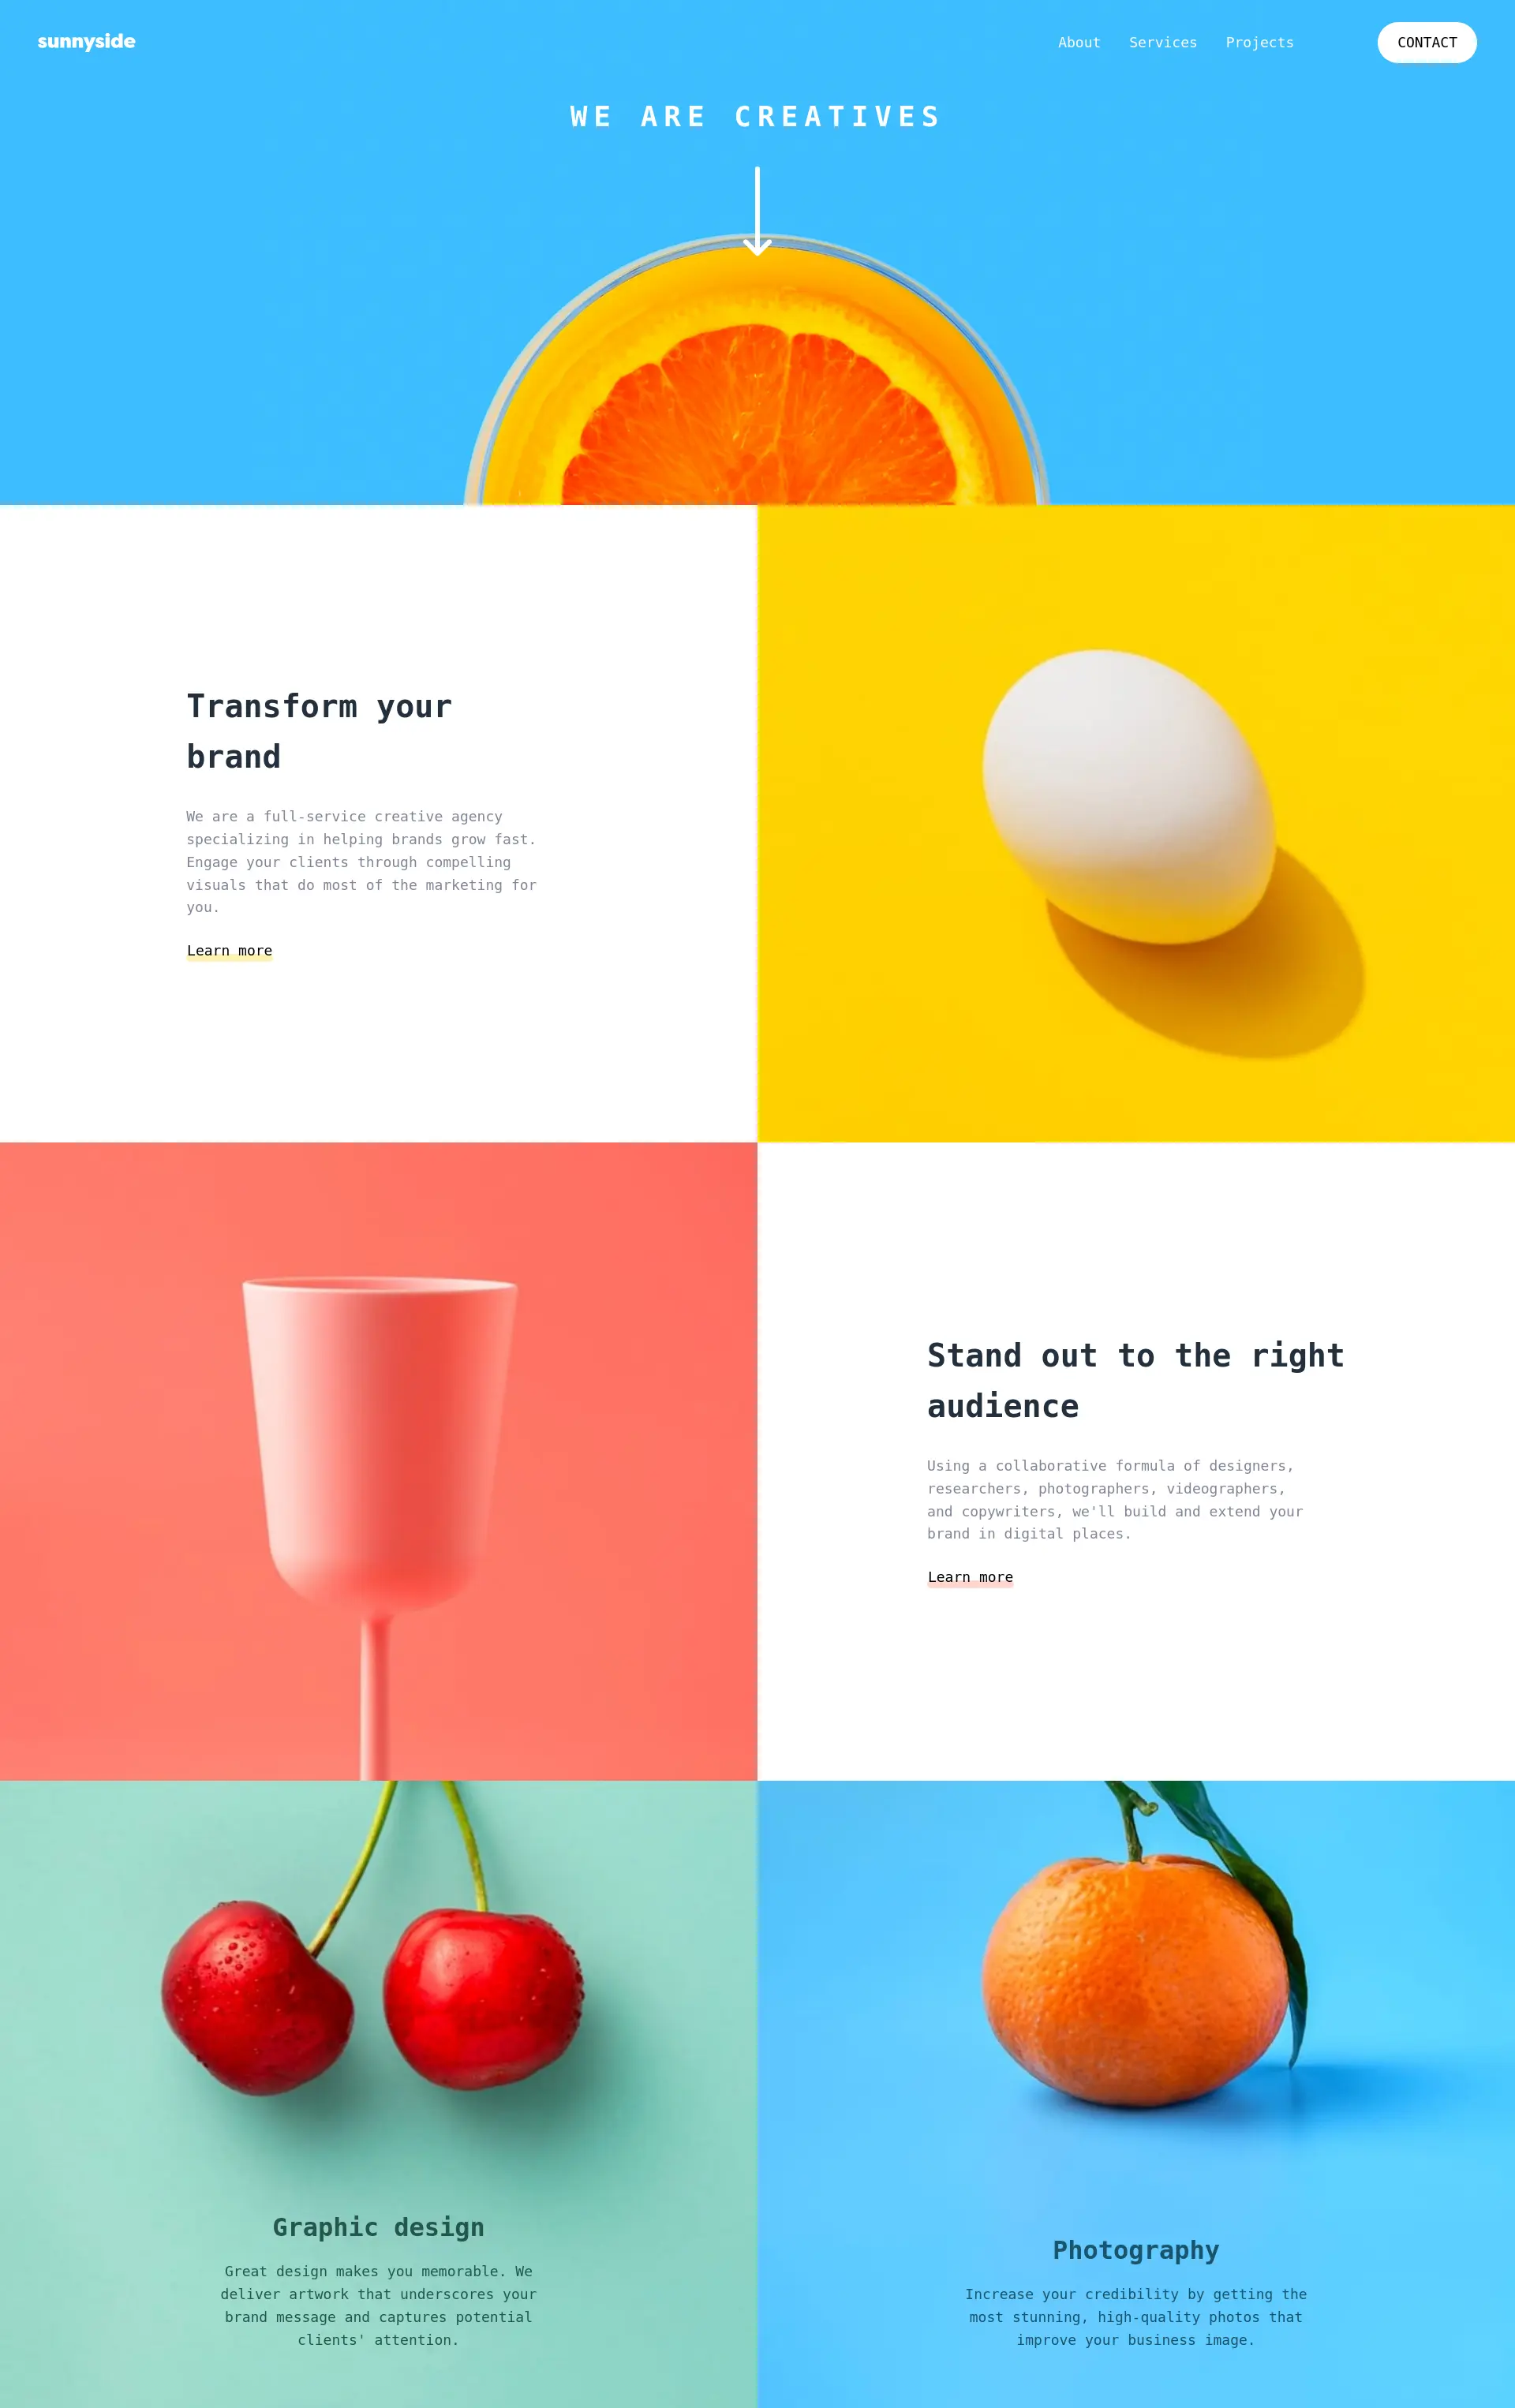 sunnyside
About Services Projects CONTACT
WE ARE CREATIVES
Transform your
brand
We are a full-service creative agency
specializing in helping brands grow fast.
Engage your clients through compelling
visuals that do most of the marketing for
you.
Learn more
Stand out to the right
audience
Using a collaborative formula of designers,
researchers, photographers, videographers,
and copywriters, we'll build and extend your
brand in digital places.
Learn more
Graphic design
Great design makes you memorable. We
deliver artwork that underscores your
brand message and captures potential
clients' attention.
Photography
Increase your credibility by getting the
most stunning, high-quality photos that
improve your business image.